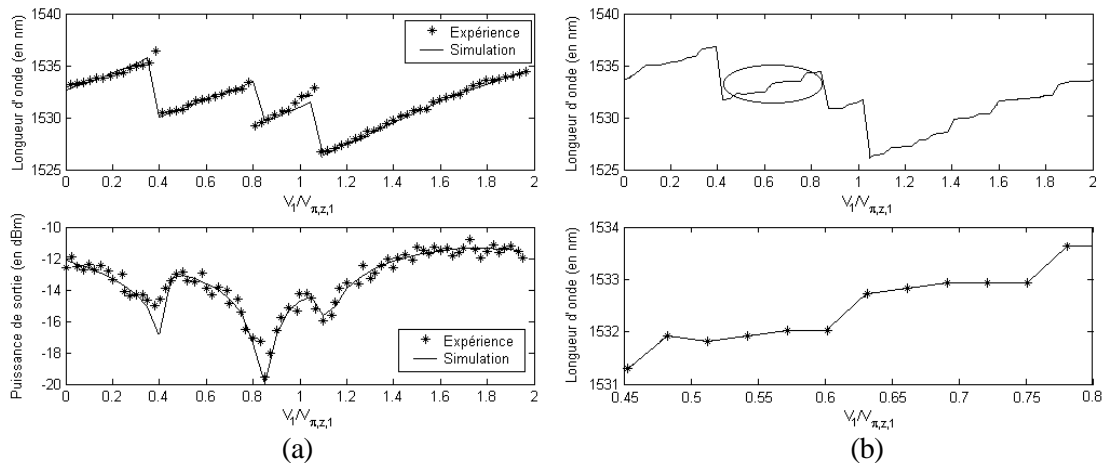 1540
1535
1530
1525
Longueur d'onde (en nm)
Expérience
Simulation
0 0.2 0.4 0.6 0.8 1 1.2 1.4 1.6 1.8 2
V1/Vπ,z,1
-10
-12
-14
-16
-18
-20
Puissance de sortie (en dBm)
Expérience
Simulation
0 0.2 0.4 0.6 0.8 1 1.2 1.4 1.6 1.8 2
V1/Vπ,z,1
(a)
1540
1535
1530
1525
Longueur d'onde (en nm)
0 0.2 0.4 0.6 0.8 1 1.2 1.4 1.6 1.8 2
V1/Vπ,z,1
1534
1533
1532
1531
Longueur d'onde (en nm)
0.45 0.5 0.55 0.6 0.65 0.7 0.75 0.8
V1/Vπ,z,1
(b)